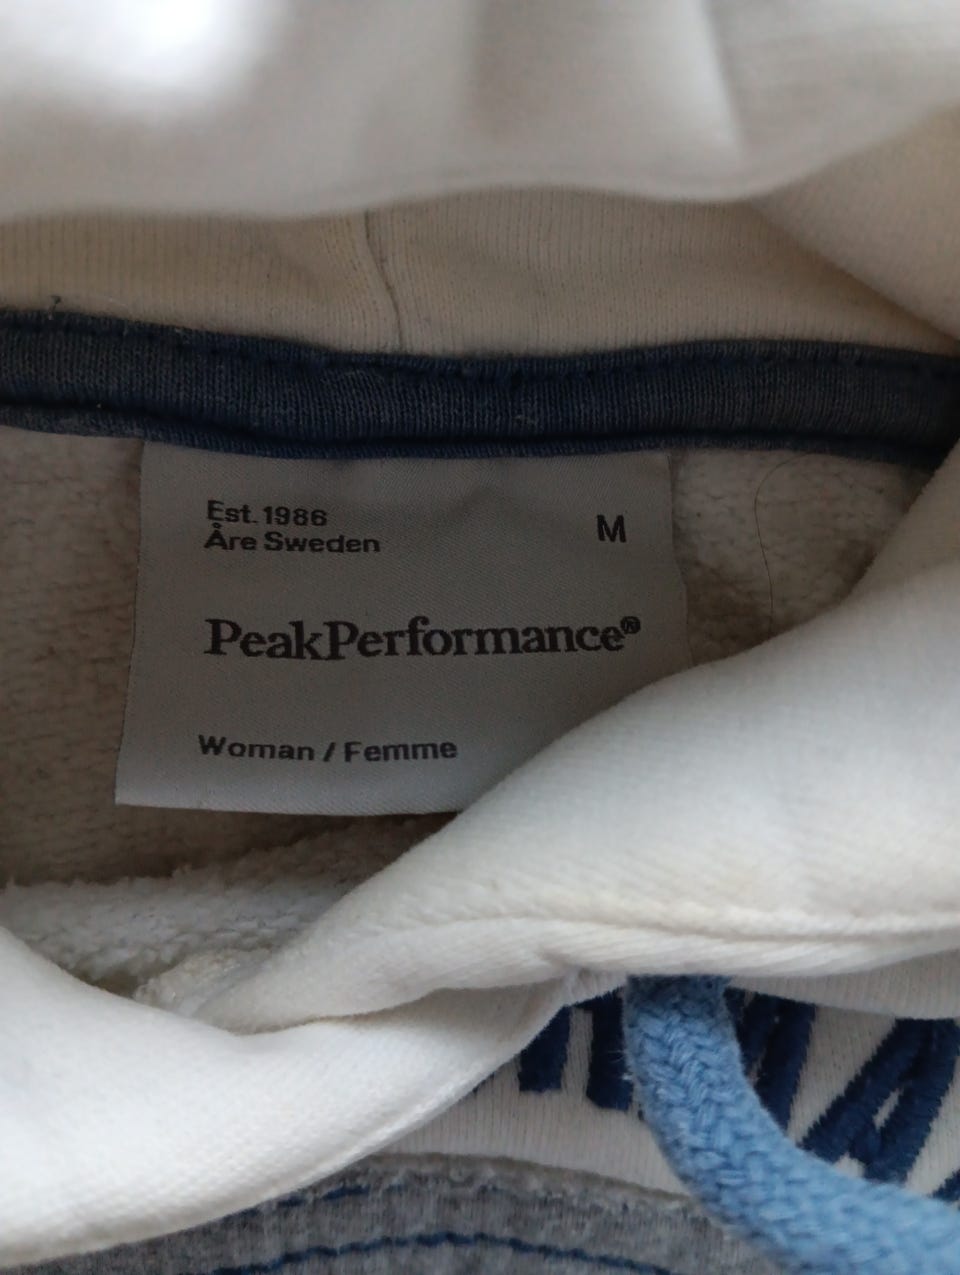 Est. 1986
Åre Sweden
M
PeakPerformance®
Woman / Femme